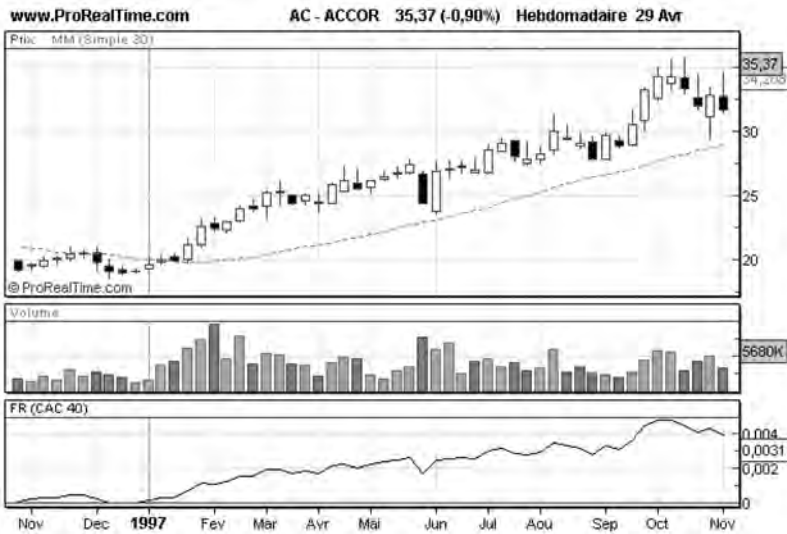 www.ProRealTime.com AC - ACCOR 35,37 (-0,90%) Hebdomadaire 29 Avr
Prix MM (Simple 30)
35,37
34,268
30
25
20
© ProRealTime.com
Volume
5680K
FR (CAC 40)
0,004
0,0031
0,002
0
Nov Dec 1997 Fev Mar Avr Mai Jun Jul Aou Sep Oct Nov